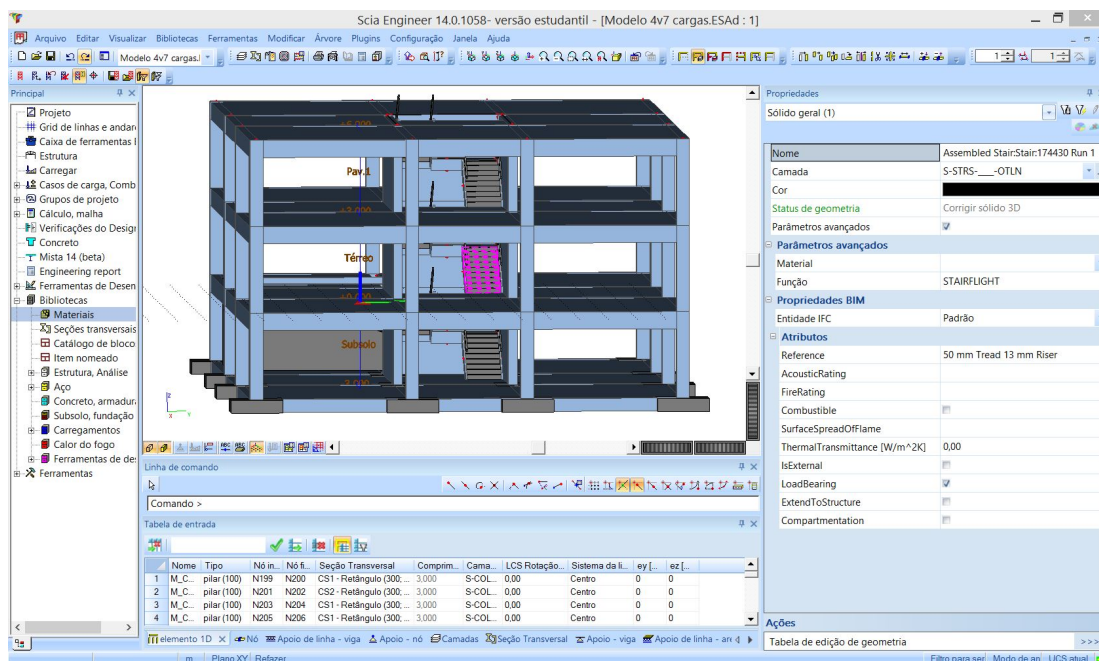 Scia Engineer 14.0.1058- versão estudantil - [Modelo 4v7 cargas.ESAd : 1]
Arquivo Editar Visualizar Bibliotecas Ferramentas Modificar Árvore Plugins Configuração Janela Ajuda
Modelo 4v7 cargas.l
1
1
Principal
Projeto
Grid de linhas e andar
Caixa de ferramentas I
Estrutura
Carregar
Casos de carga, Comb
Grupos de projeto
Cálculo, malha
Verificações do Design
Concreto
Mista 14 (beta)
Engineering report
Ferramentas de Desen
Bibliotecas
Materiais
Seções transversais
Catálogo de bloco
Item nomeado
Estrutura, Análise
Aço
Concreto, armadur
Subsolo, fundação
Carregamentos
Calor do fogo
Ferramentas de de
Ferramentas
Pav.1
Térreo
Subsolo
z
x
y
Linha de comando
Comando >
Tabela de entrada
Nome Tipo Nó in... Nó fi... Seção Transversal Comprim... Cama... LCS Rotação... Sistema da li... ey [... ez [...
1 M_C... pilar (100) N199 N200 CS1 - Retângulo (300; ... 3,000 S-COL... 0,00 Centro 0 0
2 M_C... pilar (100) N201 N202 CS2 - Retângulo (300; ... 3,000 S-COL... 0,00 Centro 0 0
3 M_C... pilar (100) N203 N204 CS1 - Retângulo (300; ... 3,000 S-COL... 0,00 Centro 0 0
4 M_C... pilar (100) N205 N206 CS1 - Retângulo (300; ... 3,000 S-COL... 0,00 Centro 0 0
elemento 1D Nó Apoio de linha - viga Apoio - nó Camadas Seção Transversal Apoio - viga Apoio de linha - are
Propriedades
Sólido geral (1)
Nome Assembled Stair:Stair:174430 Run 1
Camada S-STRS-___-OTLN
Cor
Status de geometria Corrigir sólido 3D
Parâmetros avançados
Parâmetros avançados
Material
Função STAIRFLIGHT
Propriedades BIM
Entidade IFC Padrão
Atributos
Reference 50 mm Tread 13 mm Riser
AcousticRating
FireRating
Combustible
SurfaceSpreadOfFlame
ThermalTransmittance [W/m^2K] 0,00
IsExternal
LoadBearing
ExtendToStructure
Compartmentation
Ações
Tabela de edição de geometria >>>
m Plano XY Refazer Filtro para ser Modo de an UCS atual